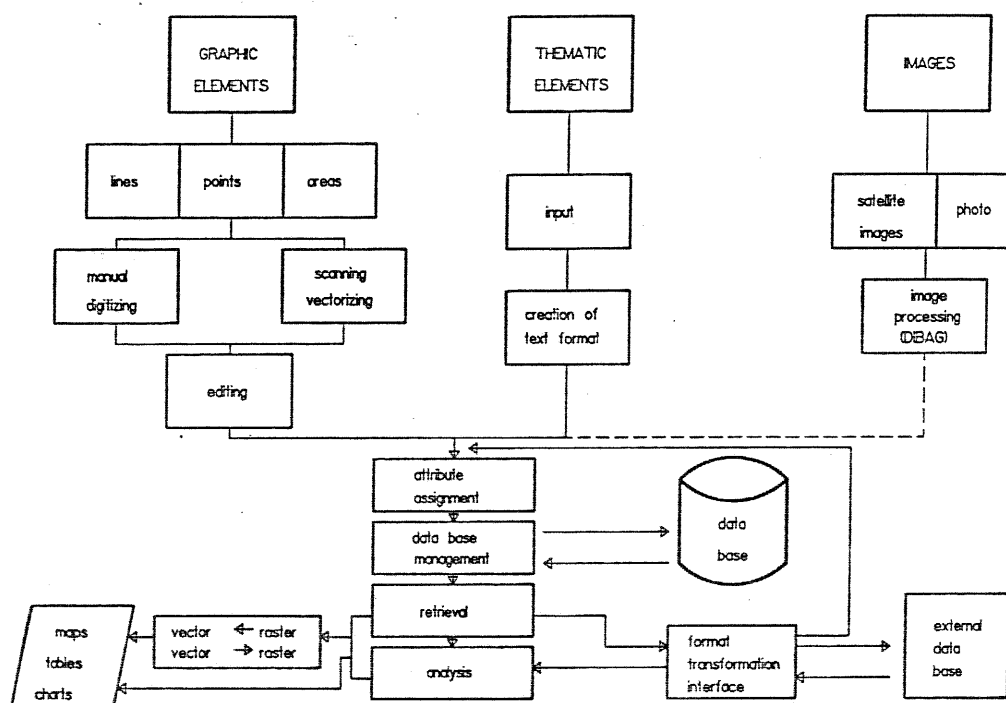 GRAPHIC
ELEMENTS
THEMATIC
ELEMENTS
IMAGES
lines
points
areas
input
satellite
images
photo
manual
digitizing
scanning
vectorizing
creation of
text format
image
processing
(DIBAG)
editing
attribute
assignment
data base
management
data
base
retrieval
analysis
vector ← raster
vector → raster
maps
tables
charts
format
transformation
interface
external
data
base